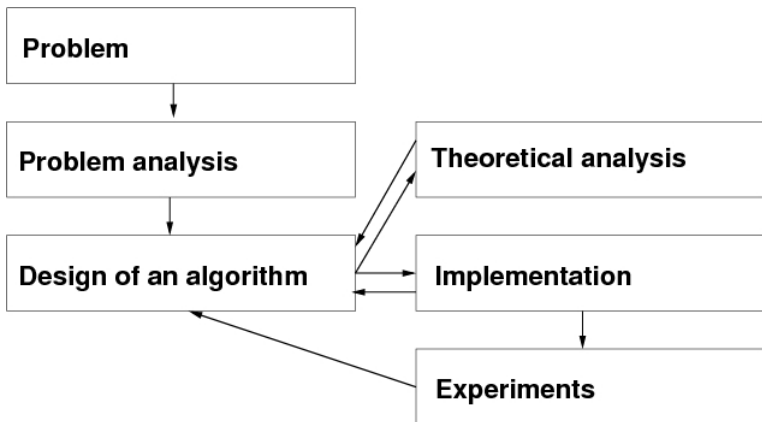 Problem
Problem analysis
Theoretical analysis
Design of an algorithm
Implementation
Experiments